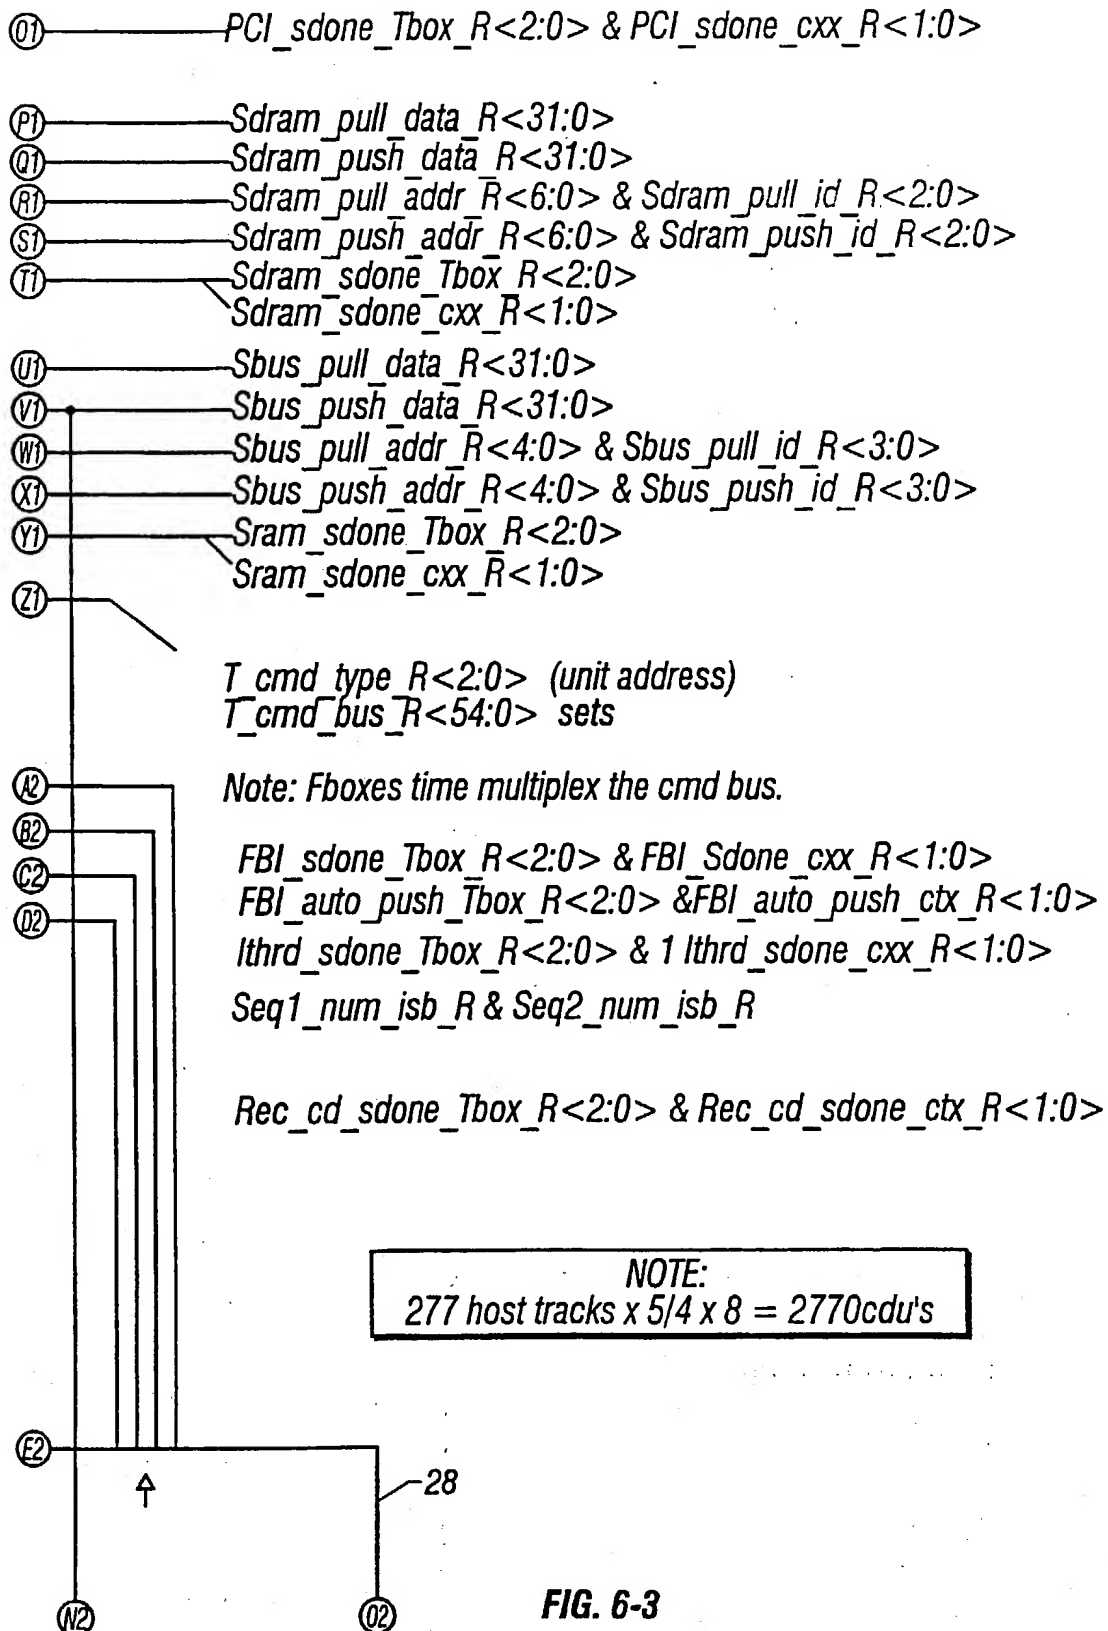 O1 PCI_sdone_Tbox_R<2:0> & PCI_sdone_cxx_R<1:0>
P1 Sdram_pull_data_R<31:0>
Q1 Sdram_push_data_R<31:0>
R1 Sdram_pull_addr_R<6:0> & Sdram_pull_id_R<2:0>
S1 Sdram_push_addr_R<6:0> & Sdram_push_id_R<2:0>
T1 Sdram_sdone_Tbox_R<2:0>
Sdram_sdone_cxx_R<1:0>
U1 Sbus_pull_data_R<31:0>
V1 Sbus_push_data_R<31:0>
W1 Sbus_pull_addr_R<4:0> & Sbus_pull_id_R<3:0>
X1 Sbus_push_addr_R<4:0> & Sbus_push_id_R<3:0>
Y1 Sram_sdone_Tbox_R<2:0>
Sram_sdone_cxx_R<1:0>
Z1
T_cmd_type_R<2:0> (unit address)
T_cmd_bus_R<54:0> sets
A2 Note: Fboxes time multiplex the cmd bus.
B2
FBI_sdone_Tbox_R<2:0> & FBI_Sdone_cxx_R<1:0>
C2
FBI_auto_push_Tbox_R<2:0> &FBI_auto_push_ctx_R<1:0>
D2
Ithrd_sdone_Tbox_R<2:0> & 1 Ithrd_sdone_cxx_R<1:0>
Seq1_num_isb_R & Seq2_num_isb_R
Rec_cd_sdone_Tbox_R<2:0> & Rec_cd_sdone_ctx_R<1:0>
NOTE:
277 host tracks x 5/4 x 8 = 2770cdu's
E2
28
N2 O2 FIG. 6-3